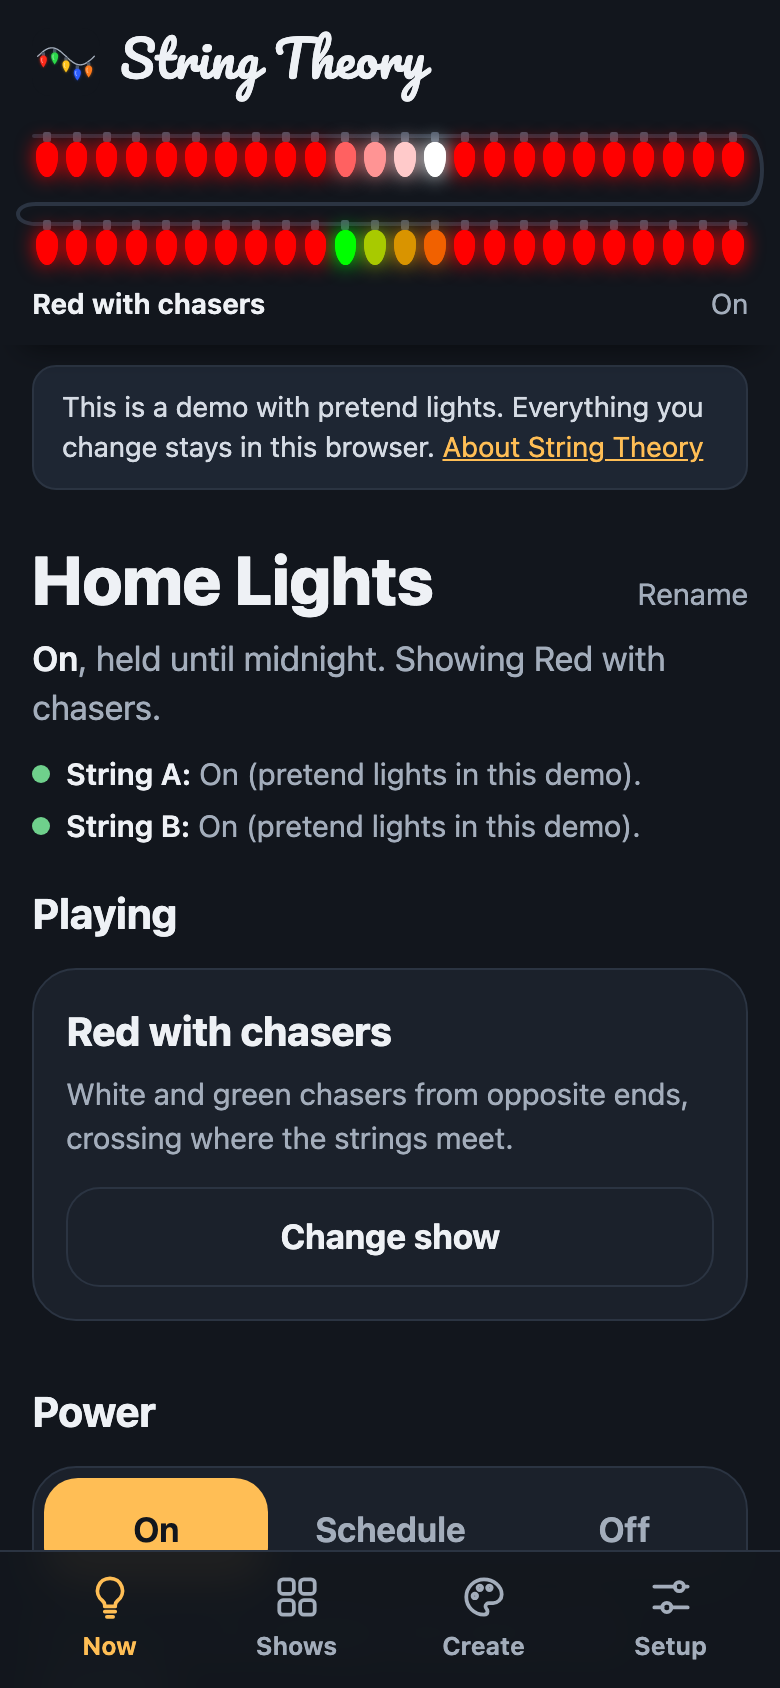 String Theory
Red with chasers
On
This is a demo with pretend lights. Everything you
change stays in this browser. About String Theory
Home Lights
Rename
On, held until midnight. Showing Red with
chasers.
String A: On (pretend lights in this demo).
String B: On (pretend lights in this demo).
Playing
Red with chasers
White and green chasers from opposite ends,
crossing where the strings meet.
Change show
Power
On
Schedule
Off
Now
Shows
Create
Setup